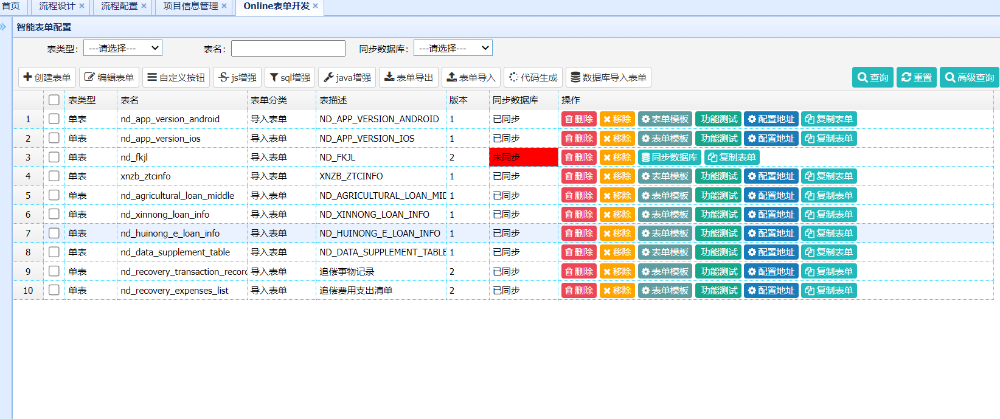 首页 流程设计 × 流程配置 × 项目信息管理 × Online表单开发 ×
智能表单配置
表类型: ---请选择--- 表名: 同步数据库: ---请选择---
创建表单 编辑表单 自定义按钮 js增强 sql增强 java增强 表单导出 表单导入 代码生成 数据库导入表单 查询 重置 高级查询
表类型 表名 表单分类 表描述 版本 同步数据库 操作
1 单表 nd_app_version_android 导入表单 ND_APP_VERSION_ANDROID 1 已同步 删除 移除 表单模板 功能测试 配置地址 复制表单
2 单表 nd_app_version_ios 导入表单 ND_APP_VERSION_IOS 1 已同步 删除 移除 表单模板 功能测试 配置地址 复制表单
3 单表 nd_fkjl 导入表单 ND_FKJL 2 未同步 删除 移除 同步数据库 复制表单
4 单表 xnzb_ztcinfo 导入表单 XNZB_ZTCINFO 1 已同步 删除 移除 表单模板 功能测试 配置地址 复制表单
5 单表 nd_agricultural_loan_middle 导入表单 ND_AGRICULTURAL_LOAN_MID 1 已同步 删除 移除 表单模板 功能测试 配置地址 复制表单
6 单表 nd_xinnong_loan_info 导入表单 ND_XINNONG_LOAN_INFO 1 已同步 删除 移除 表单模板 功能测试 配置地址 复制表单
7 单表 nd_huinong_e_loan_info 导入表单 ND_HUINONG_E_LOAN_INFO 1 已同步 删除 移除 表单模板 功能测试 配置地址 复制表单
8 单表 nd_data_supplement_table 导入表单 ND_DATA_SUPPLEMENT_TABLE 1 已同步 删除 移除 表单模板 功能测试 配置地址 复制表单
9 单表 nd_recovery_transaction_recor 导入表单 追偿事物记录 2 已同步 删除 移除 表单模板 功能测试 配置地址 复制表单
10 单表 nd_recovery_expenses_list 导入表单 追偿费用支出清单 2 已同步 删除 移除 表单模板 功能测试 配置地址 复制表单